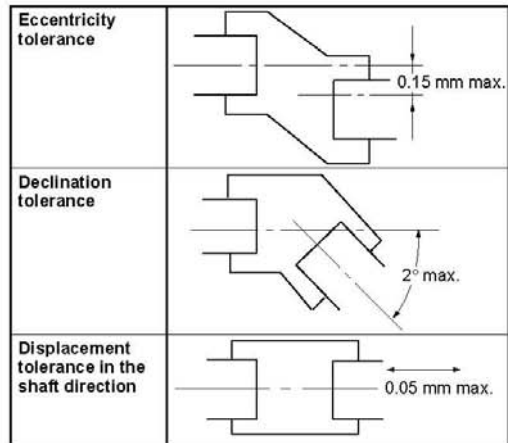 Eccentricity
tolerance
0.15 mm max.
Declination
tolerance
2° max.
Displacement
tolerance in the
shaft direction
0.05 mm max.